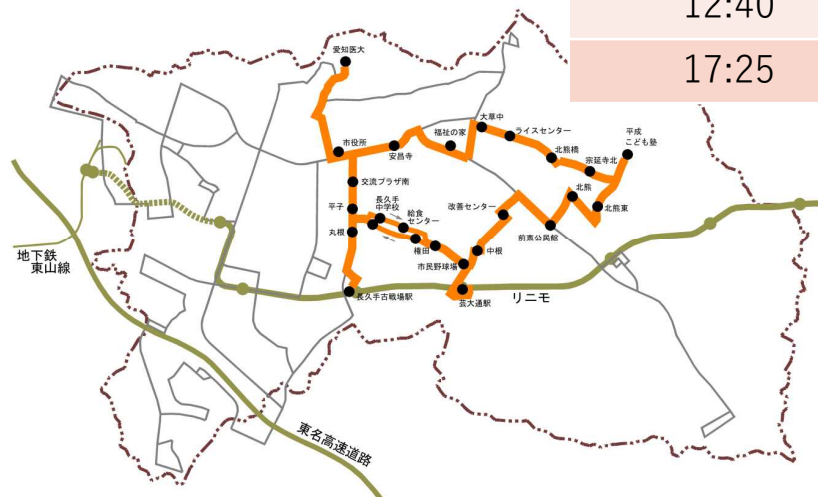 12:40
17:25
愛知医大
市役所
安昌寺
福祉の家
大草中
ライスセンター
北熊橋
宗延寺北
平成
こども塾
交流プラザ南
平子
丸根
長久手
中学校
給食
センター
権田
市民野球場
中根
改善センター
前熊公民館
北熊
北熊東
長久手古戦場駅
芸大通駅
リニモ
地下鉄
東山線
東名高速道路